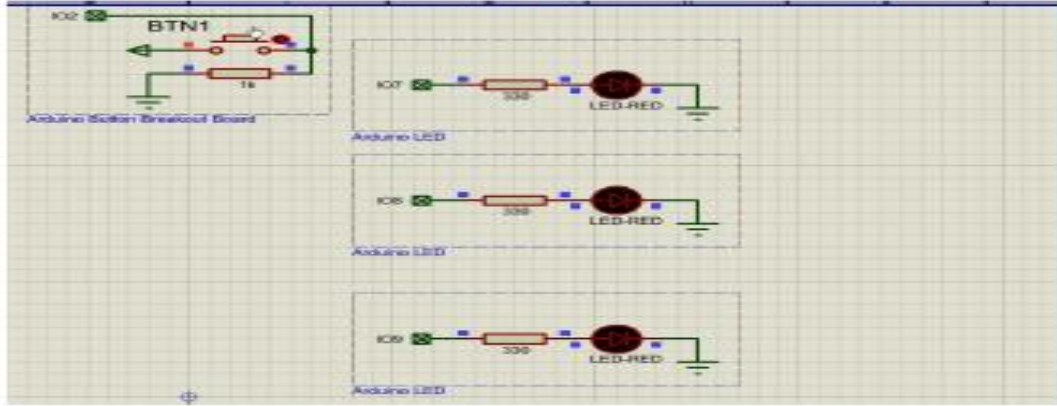 IO2
BTN1
1k
Arduino Button Breakout Board
IO7
330
LED-RED
Arduino LED
IO8
330
LED-RED
Arduino LED
IO9
330
LED-RED
Arduino LED